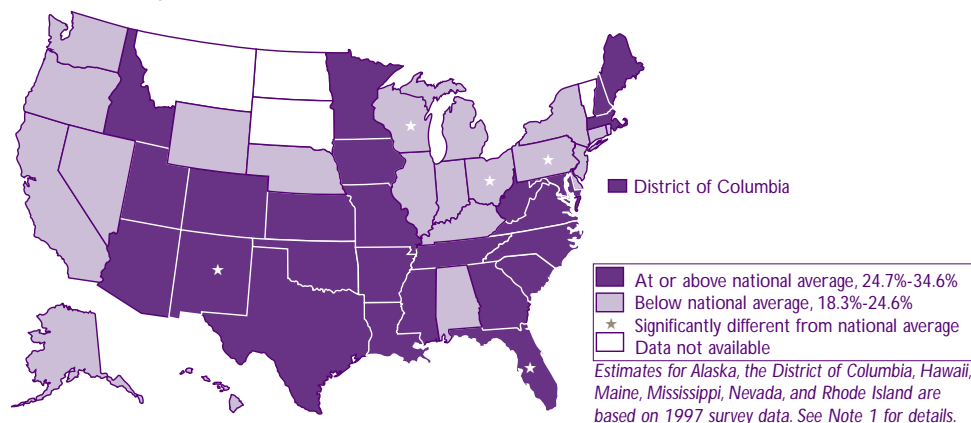 District of Columbia
At or above national average, 24.7%-34.6%
Below national average, 18.3%-24.6%
Significantly different from national average
Data not available
Estimates for Alaska, the District of Columbia, Hawaii,
Maine, Mississippi, Nevada, and Rhode Island are
based on 1997 survey data. See Note 1 for details.